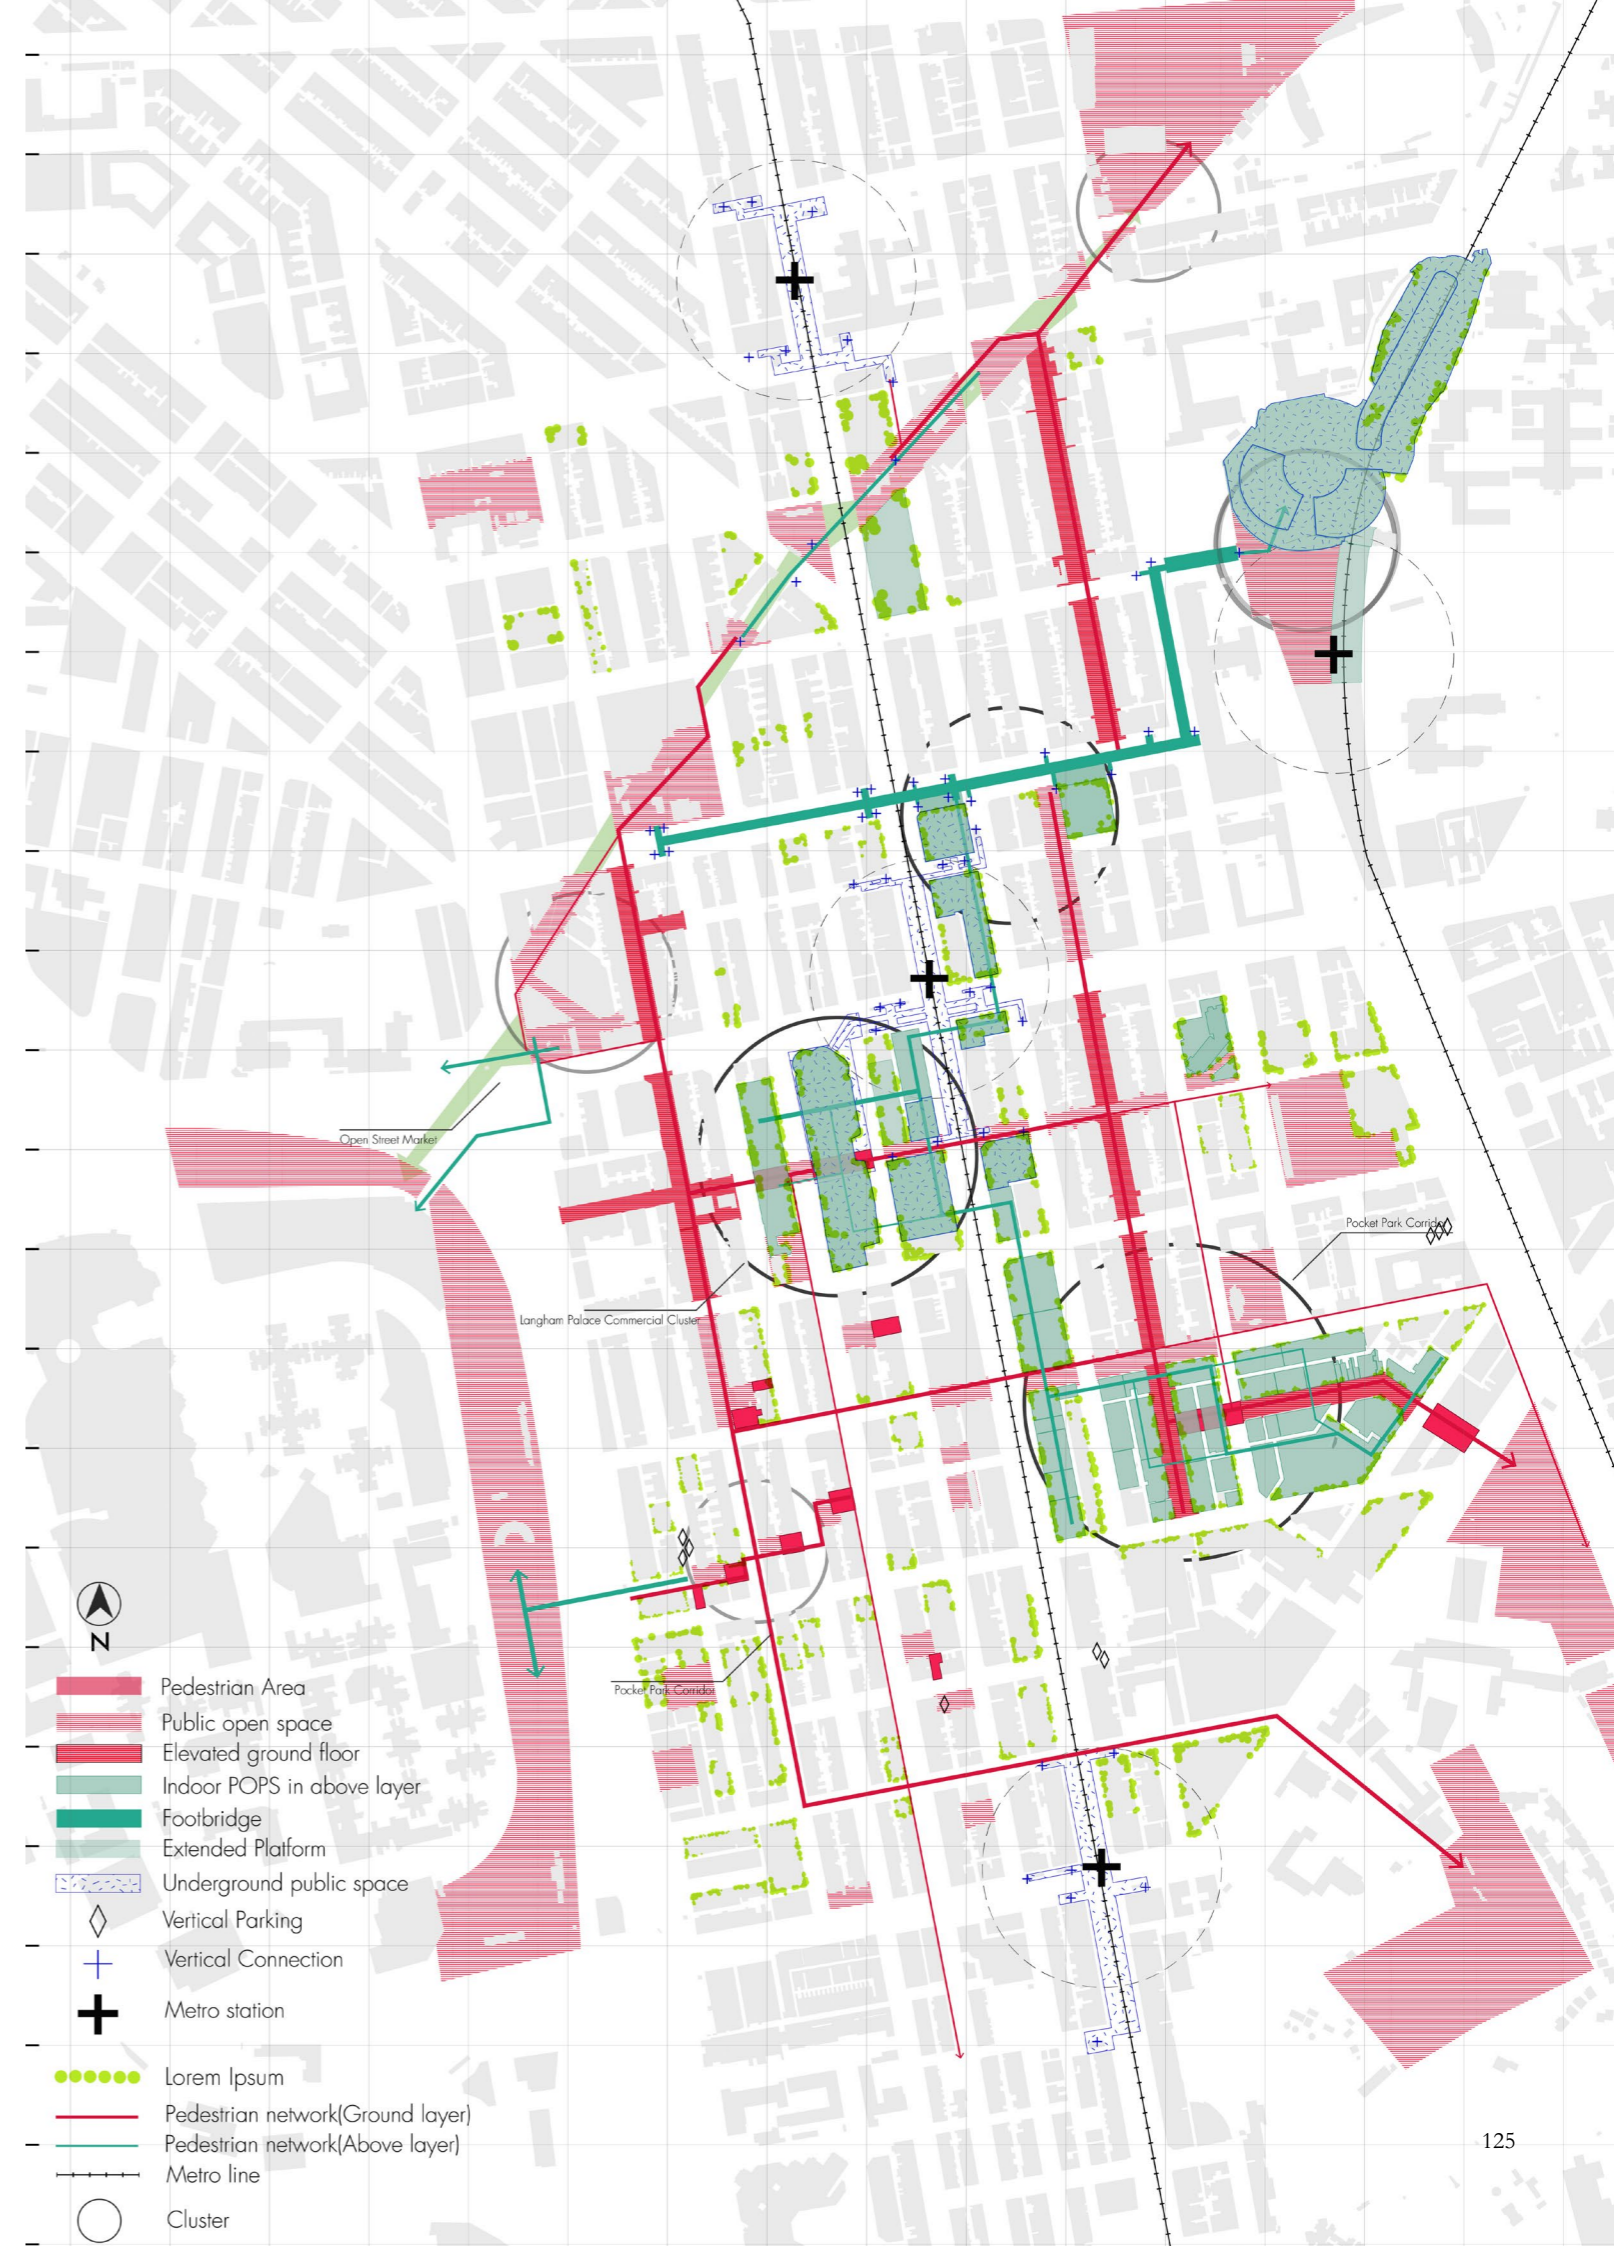 Open Street Market
Pocket Park Corridor
Langham Palace Commercial Cluster
Pocket Park Corridor
N
Pedestrian Area
Public open space
Elevated ground floor
Indoor POPS in above layer
Footbridge
Extended Platform
Underground public space
Vertical Parking
Vertical Connection
Metro station
Lorem Ipsum
Pedestrian network(Ground layer)
Pedestrian network(Above layer)
Metro line
Cluster
125